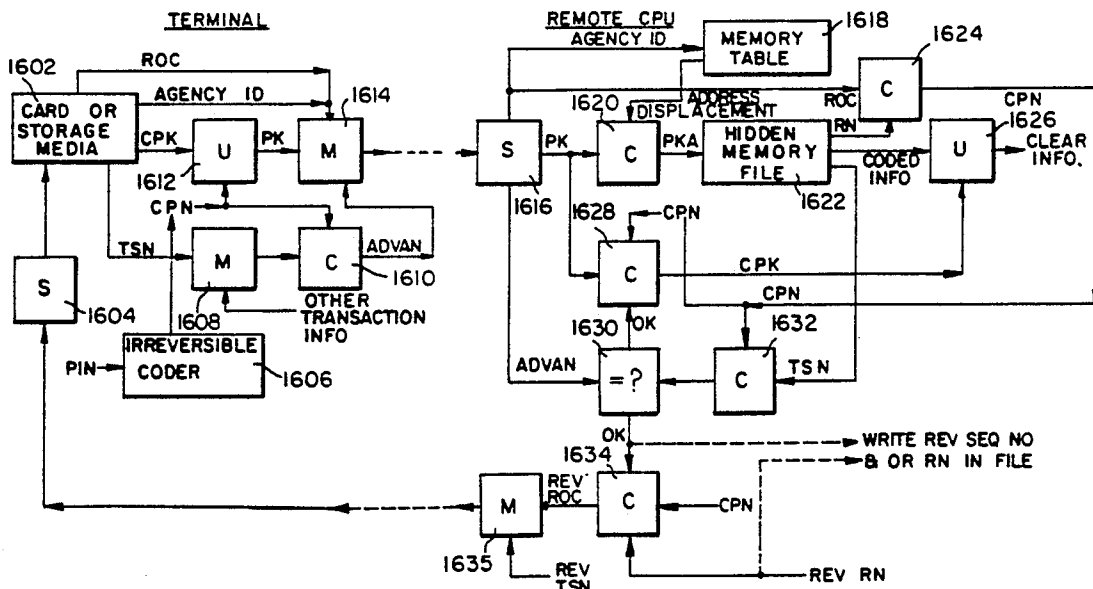 TERMINAL
REMOTE CPU
AGENCY ID
MEMORY
TABLE
1618
1624
1602
ROC
CARD OR
STORAGE
MEDIA
AGENCY ID
1614
CPK
U
PK
M
1612
S
1616
PK
1620
C
ADDRESS
DISPLACEMENT
PKA
HIDDEN
MEMORY
FILE
1622
ROC
RN
C
CPN
1626
CODED
INFO
U
CLEAR
INFO.
CPN
TSN
M
1608
C
ADVAN
1610
OTHER
TRANSACTION
INFO
S
1604
PIN
IRREVERSIBLE
CODER
1606
1628
CPN
C
CPK
CPN
1630
OK
1632
ADVAN
= ?
C
TSN
OK
WRITE REV SEQ NO
& OR RN IN FILE
1634
REV
ROC
M
C
CPN
1635
REV
TSN
REV RN